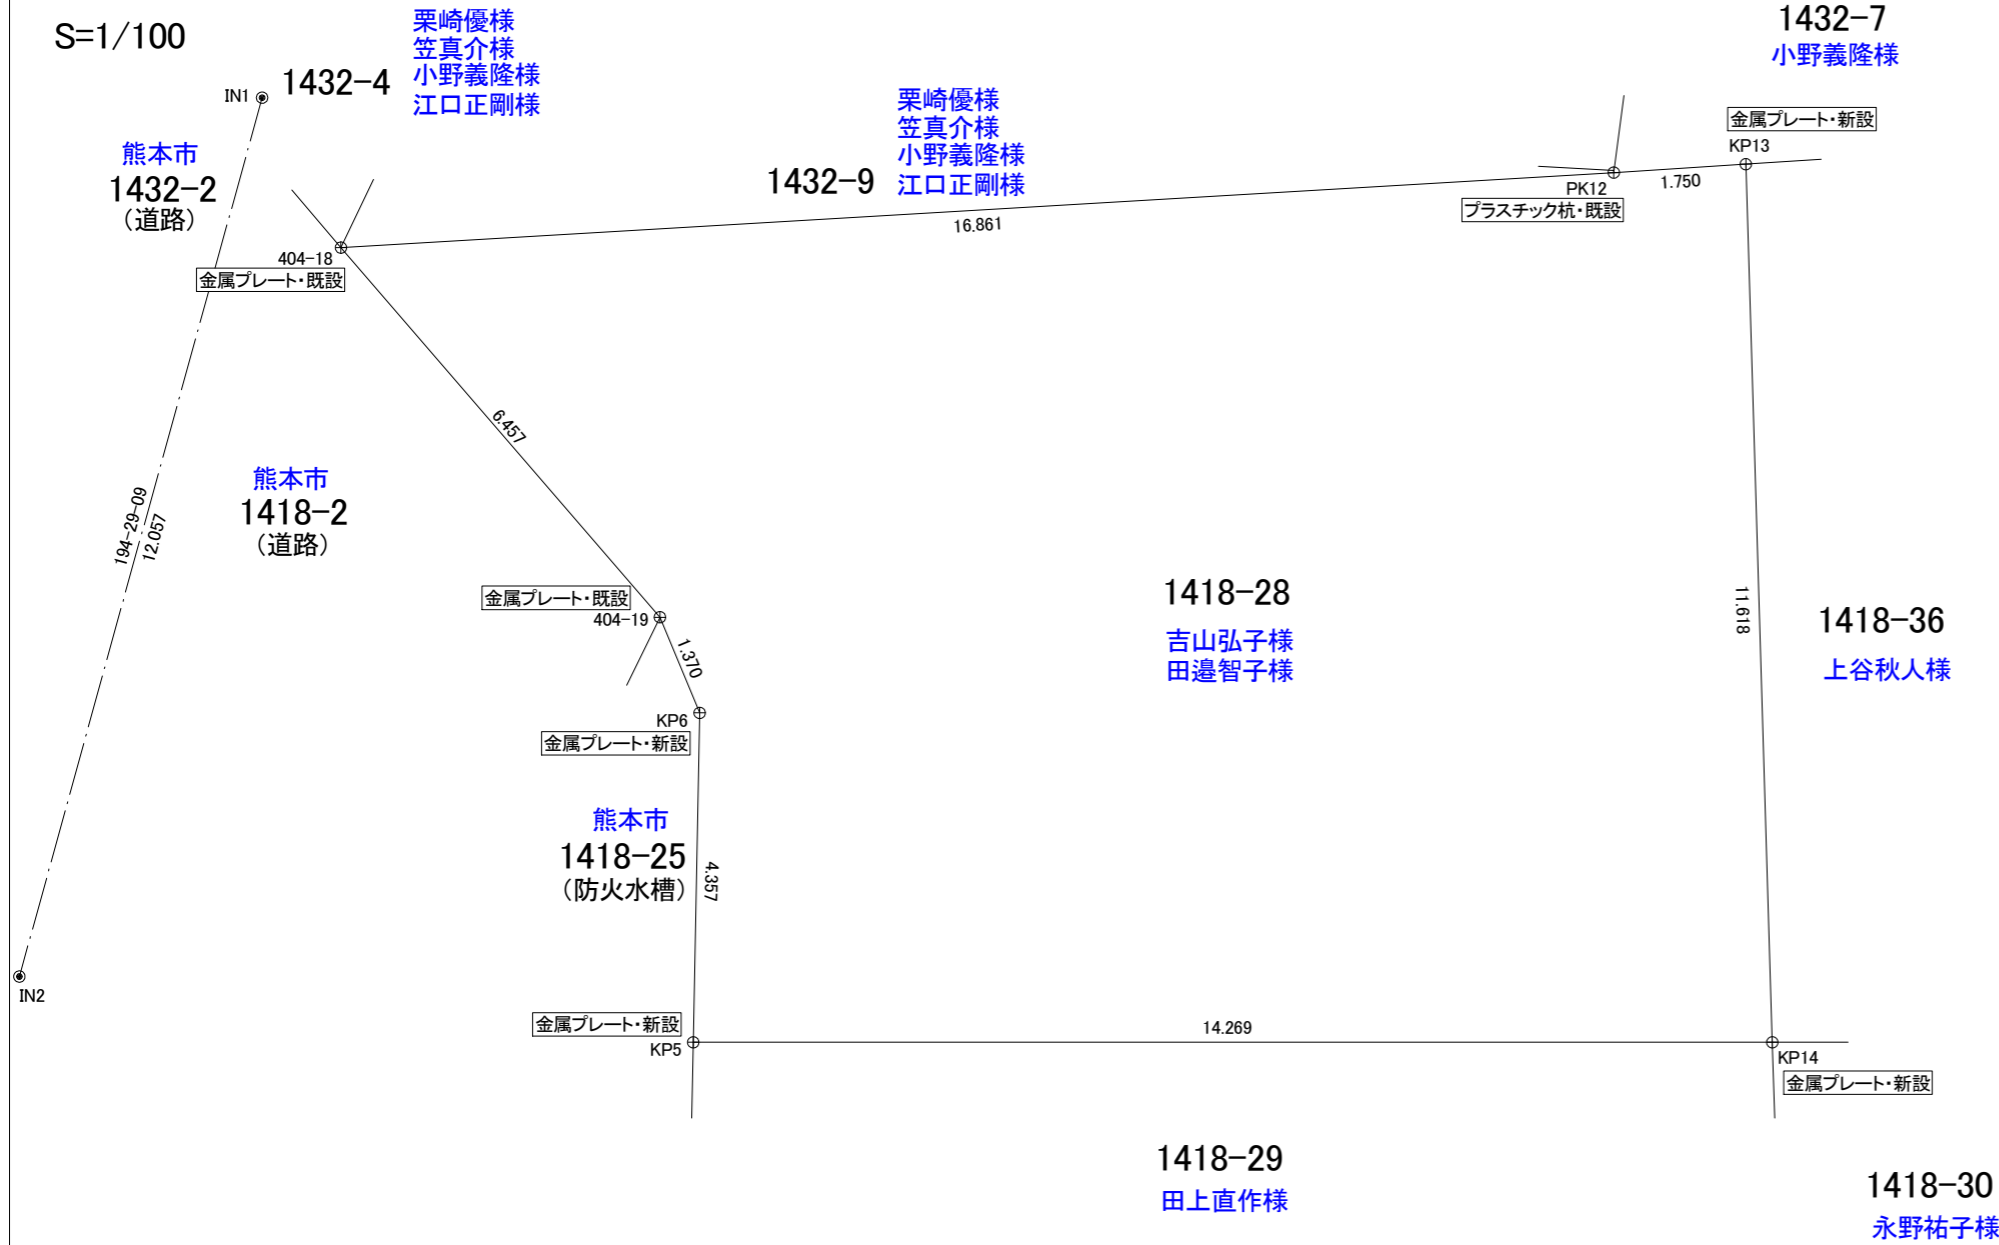 S=1/100
栗崎優様
笠真介様
小野義隆様
江口正剛様
1432-4
IN1
1432-7
小野義隆様
熊本市
1432-2
（道路）
栗崎優様
笠真介様
小野義隆様
江口正剛様
1432-9
金属プレート・新設
KP13
PK12
プラスチック杭・既設
1.750
16.861
404-18
金属プレート・既設
6.457
熊本市
1418-2
（道路）
194-29-09
12.057
金属プレート・既設
404-19
1.370
1418-28
吉山弘子様
田邉智子様
11.618
1418-36
上谷秋人様
KP6
金属プレート・新設
熊本市
1418-25
（防火水槽）
4.357
IN2
金属プレート・新設
KP5
14.269
KP14
金属プレート・新設
1418-29
田上直作様
1418-30
永野祐子様